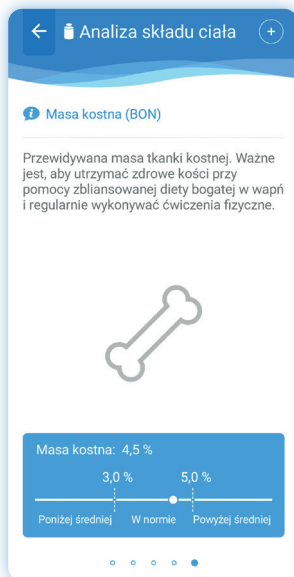 Analiza składu ciała
Masa kostna (BON)
Przewidywana masa tkanki kostnej. Ważne
jest, aby utrzymać zdrowe kości przy
pomocy zbliansowanej diety bogatej w wapń
i regularnie wykonywać ćwiczenia fizyczne.
Masa kostna: 4,5 %
3,0 % 5,0 %
Poniżej średniej W normie Powyżej średniej